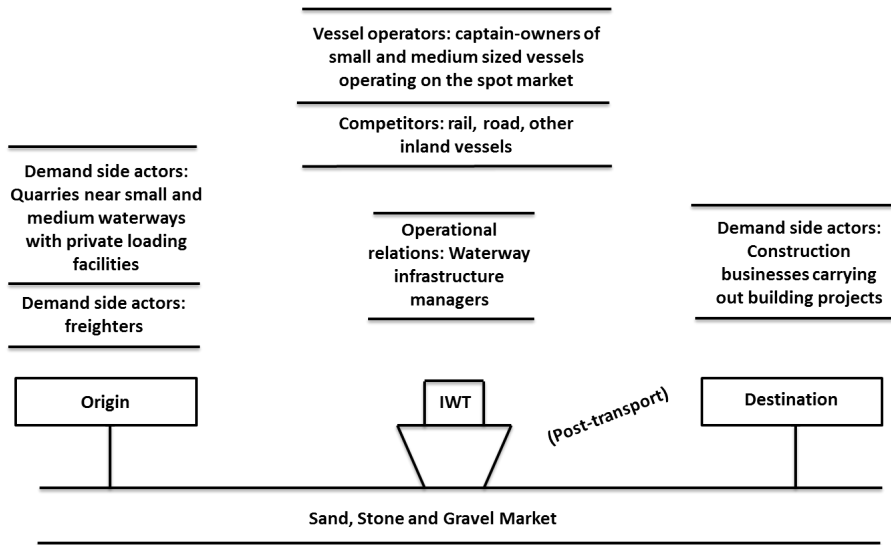 Vessel operators: captain-owners of
small and medium sized vessels
operating on the spot market
Competitors: rail, road, other
inland vessels
Demand side actors:
Quarries near small and
medium waterways
with private loading
facilities
Demand side actors:
freighters
Operational
relations: Waterway
infrastructure
managers
Demand side actors:
Construction
businesses carrying
out building projects
Origin
IWT
(Post-transport)
Destination
Sand, Stone and Gravel Market